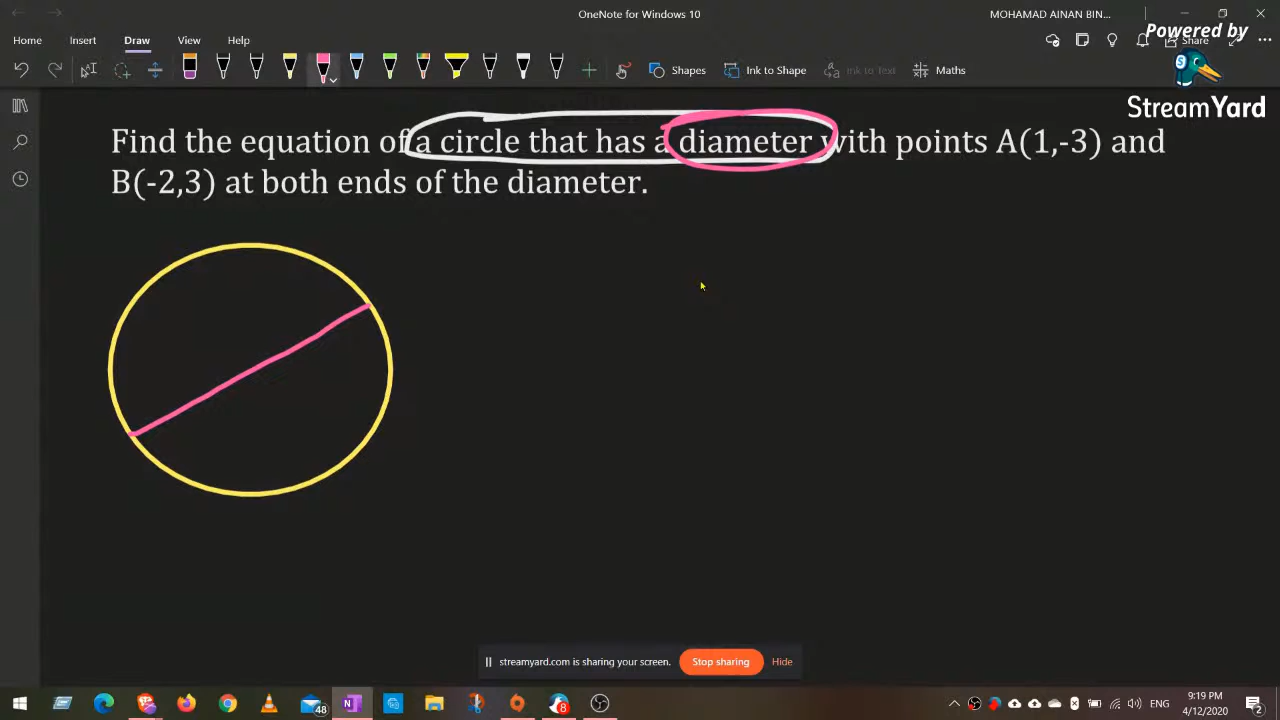 OneNote for Windows 10
MOHAMAD AINAN BIN...
Powered by
Home Insert Draw View Help
Share
Shapes
Ink to Shape
Ink to Text
Maths
S
StreamYard
Find the equation of a circle that has a diameter with points A(1,-3) and
B(-2,3) at both ends of the diameter.
streamyard.com is sharing your screen.
Stop sharing
Hide
48
8
ENG
9:19 PM
4/12/2020